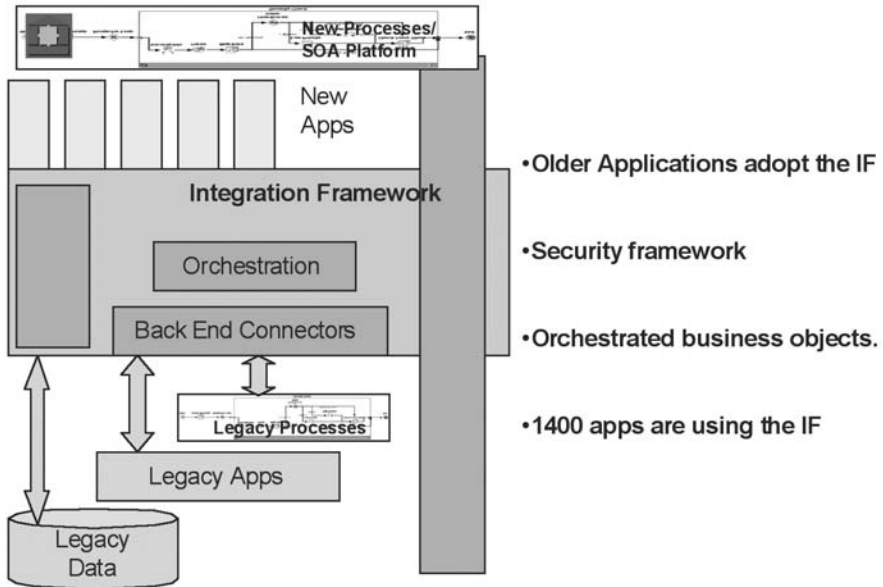 New Processes/
SOA Platform
New
Apps
Integration Framework
Orchestration
Back End Connectors
Legacy Processes
Legacy Apps
Legacy
Data
•Older Applications adopt the IF
•Security framework
•Orchestrated business objects.
•1400 apps are using the IF